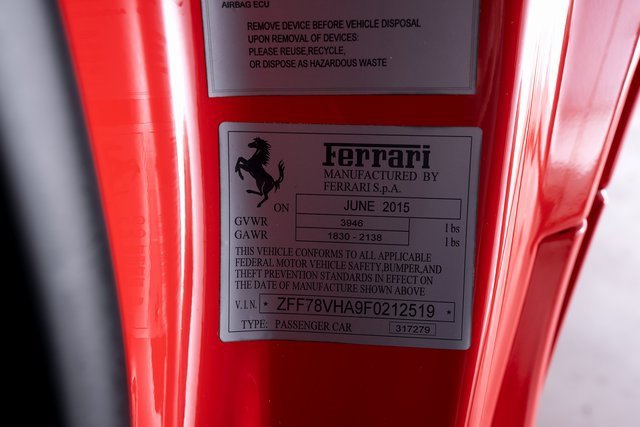 AIRBAG ECU
REMOVE DEVICE BEFORE VEHICLE DISPOSAL
UPON REMOVAL OF DEVICES:
PLEASE REUSE,RECYCLE,
OR DISPOSE AS HAZARDOUS WASTE
Ferrari
MANUFACTURED BY
FERRARI S.p.A.
ON JUNE 2015
GVWR 3946 lbs
GAWR 1830 - 2138 lbs
THIS VEHICLE CONFORMS TO ALL APPLICABLE
FEDERAL MOTOR VEHICLE SAFETY,BUMPER,AND
THEFT PREVENTION STANDARDS IN EFFECT ON
THE DATE OF MANUFACTURE SHOWN ABOVE
V.I.N. * ZFF78VHA9F0212519 *
TYPE: PASSENGER CAR 317279